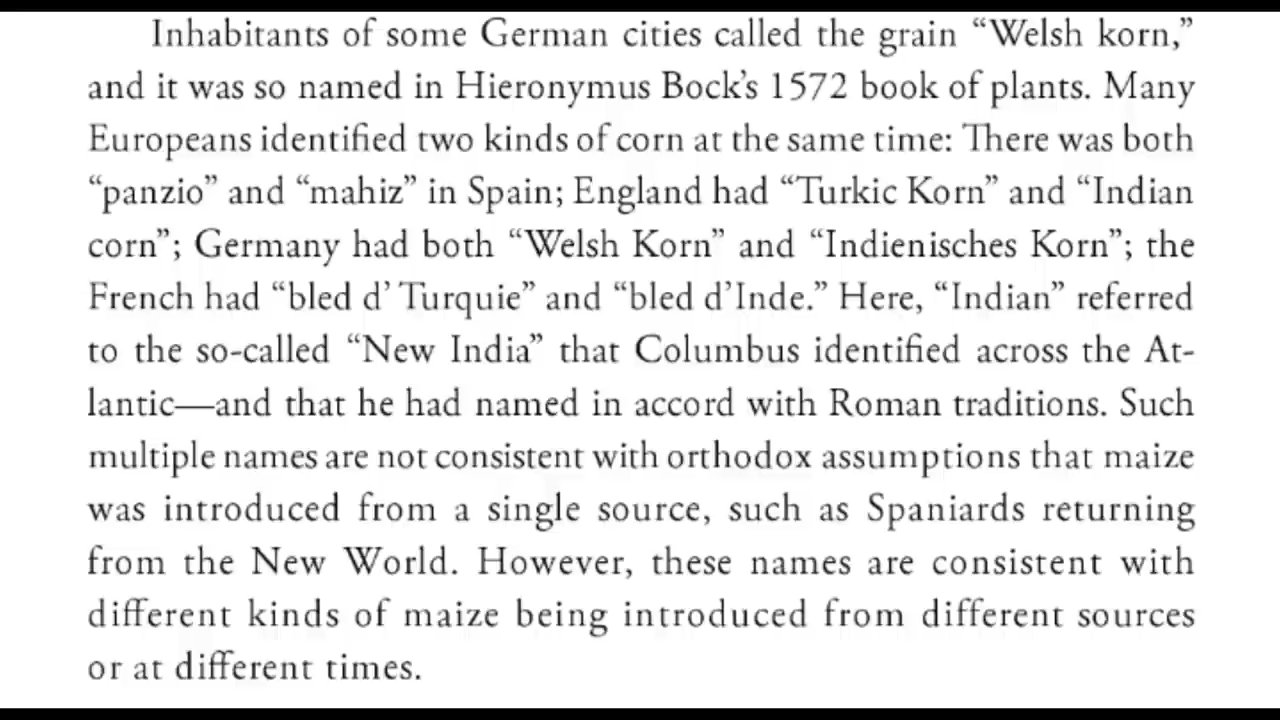 Inhabitants of some German cities called the grain “Welsh korn,”
and it was so named in Hieronymus Bock’s 1572 book of plants. Many
Europeans identified two kinds of corn at the same time: There was both
“panzio” and “mahiz” in Spain; England had “Turkic Korn” and “Indian
corn”; Germany had both “Welsh Korn” and “Indienisches Korn”; the
French had “bled d’ Turquie” and “bled d’Inde.” Here, “Indian” referred
to the so-called “New India” that Columbus identified across the At-
lantic—and that he had named in accord with Roman traditions. Such
multiple names are not consistent with orthodox assumptions that maize
was introduced from a single source, such as Spaniards returning
from the New World. However, these names are consistent with
different kinds of maize being introduced from different sources
or at different times.